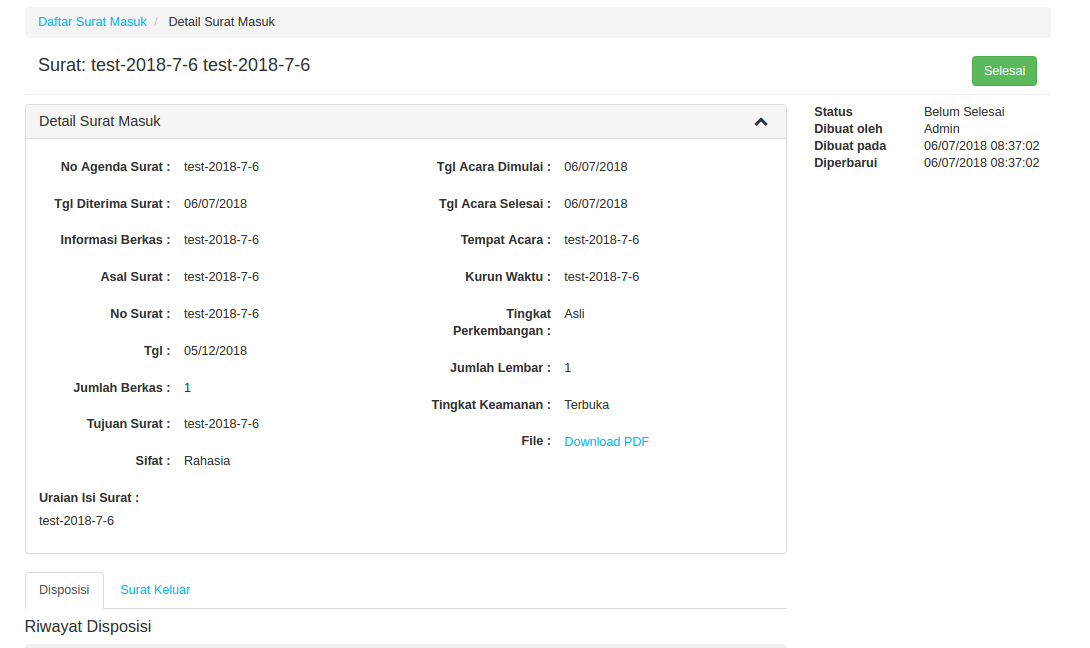 Daftar Surat Masuk / Detail Surat Masuk
Surat: test-2018-7-6 test-2018-7-6
Selesai
Detail Surat Masuk
No Agenda Surat : test-2018-7-6
Tgl Diterima Surat : 06/07/2018
Informasi Berkas : test-2018-7-6
Asal Surat : test-2018-7-6
No Surat : test-2018-7-6
Tgl : 05/12/2018
Jumlah Berkas : 1
Tujuan Surat : test-2018-7-6
Sifat : Rahasia
Tgl Acara Dimulai : 06/07/2018
Tgl Acara Selesai : 06/07/2018
Tempat Acara : test-2018-7-6
Kurun Waktu : test-2018-7-6
Tingkat Asli
Perkembangan :
Jumlah Lembar : 1
Tingkat Keamanan : Terbuka
File : Download PDF
Uraian Isi Surat :
test-2018-7-6
Status Belum Selesai
Dibuat oleh Admin
Dibuat pada 06/07/2018 08:37:02
Diperbarui 06/07/2018 08:37:02
Disposisi Surat Keluar
Riwayat Disposisi